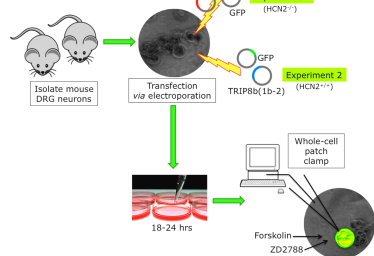 GFP
(HCN2-/-)
GFP
Experiment 2
TRIP8b(1b-2)
(HCN2+/+)
Isolate mouse
DRG neurons
Transfection
via electroporation
Whole-cell
patch
clamp
18-24 hrs
Forskolin
ZD2788